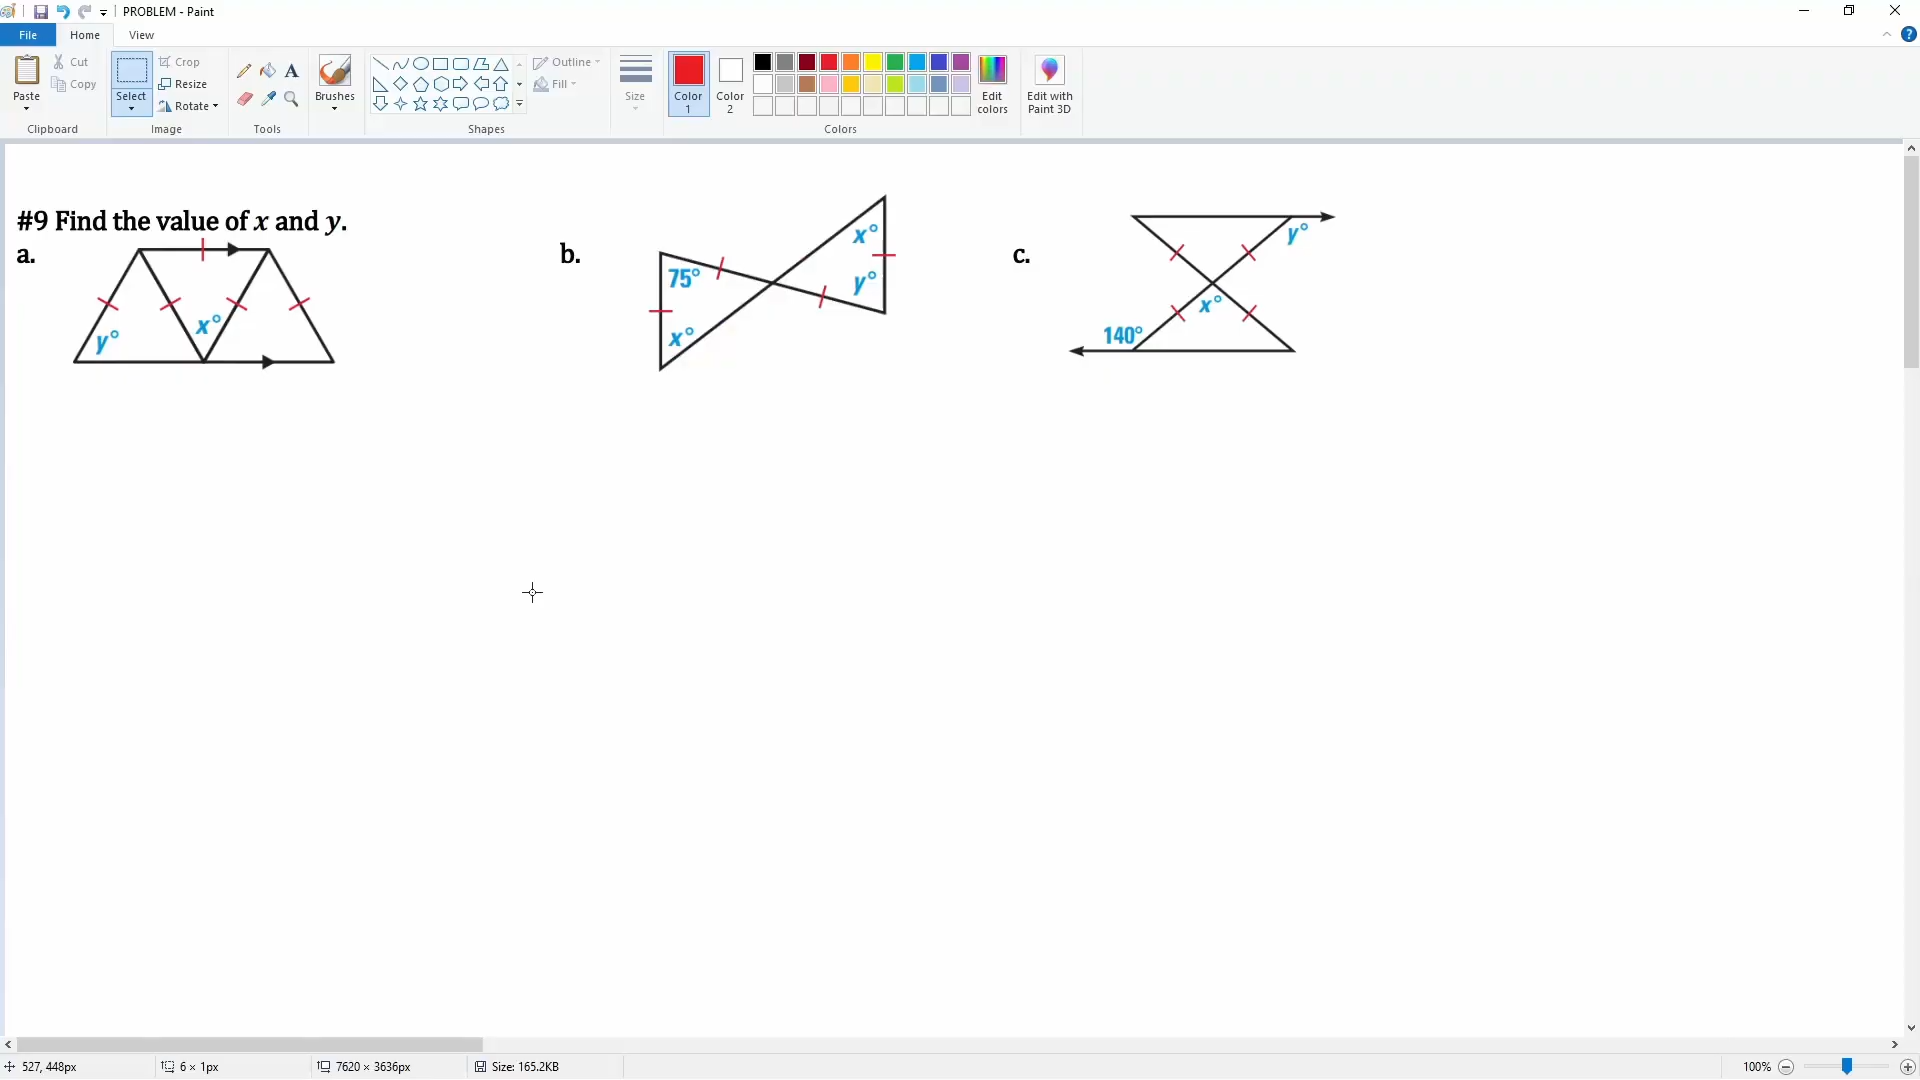 PROBLEM - Paint
File Home View
Paste
Cut
Copy
Clipboard
Select
Crop
Resize
Rotate
Image
A
Tools
Brushes
Outline
Fill
Shapes
Size
Color 1
Color 2
Edit colors
Edit with Paint 3D
Colors
#9 Find the value of x and y.
a.
x°
y°
b.
75°
x°
x°
y°
c.
y°
x°
140°
527, 448px
6 × 1px
7620 × 3636px
Size: 165.2KB
100%